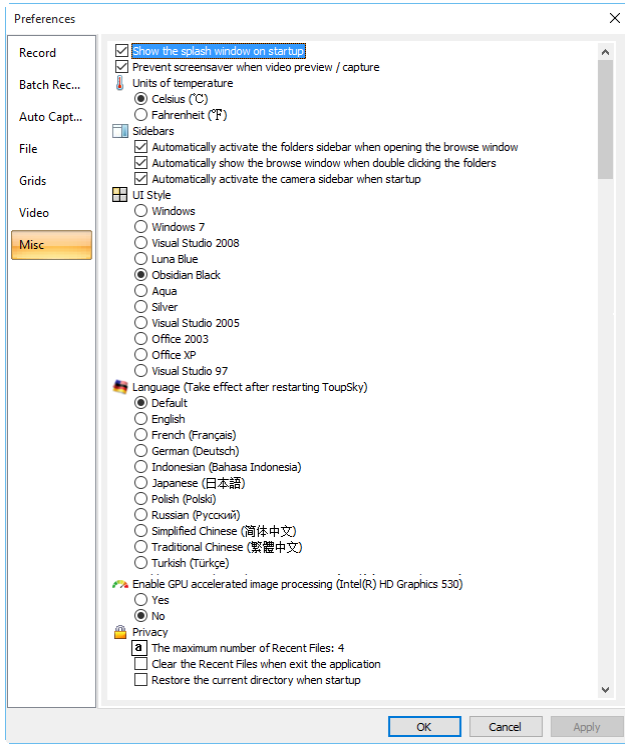 Preferences
Record
Batch Rec...
Auto Capt...
File
Grids
Video
Misc
Show the splash window on startup
Prevent screensaver when video preview / capture
Units of temperature
Celsius (℃)
Fahrenheit (℉)
Sidebars
Automatically activate the folders sidebar when opening the browse window
Automatically show the browse window when double clicking the folders
Automatically activate the camera sidebar when startup
UI Style
Windows
Windows 7
Visual Studio 2008
Luna Blue
Obsidian Black
Aqua
Silver
Visual Studio 2005
Office 2003
Office XP
Visual Studio 97
Language (Take effect after restarting ToupSky)
Default
English
French (Français)
German (Deutsch)
Indonesian (Bahasa Indonesia)
Japanese (日本語)
Polish (Polski)
Russian (Русский)
Simplified Chinese (简体中文)
Traditional Chinese (繁體中文)
Turkish (Türkçe)
Enable GPU accelerated image processing (Intel(R) HD Graphics 530)
Yes
No
Privacy
a The maximum number of Recent Files: 4
Clear the Recent Files when exit the application
Restore the current directory when startup
OK Cancel Apply